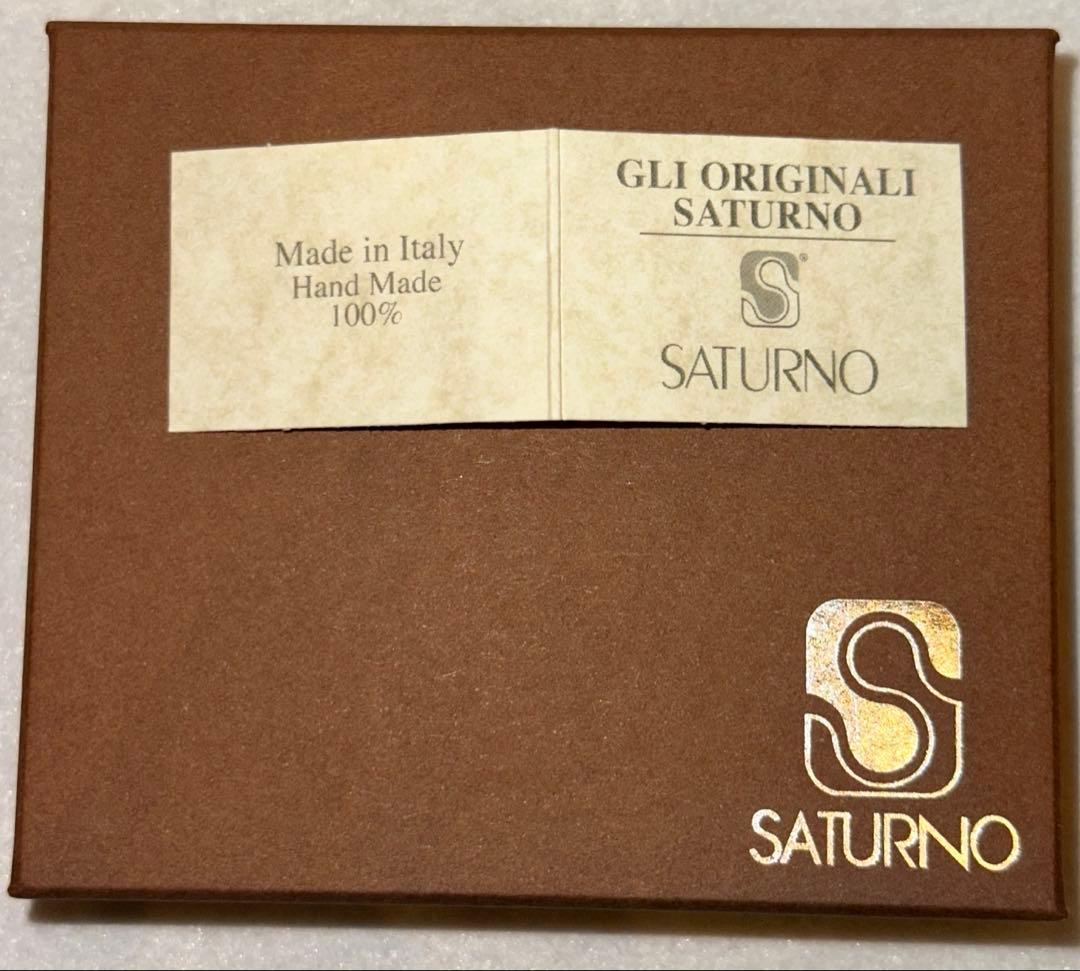 Made in Italy
Hand Made
100%
GLI ORIGINALI
SATURNO
S®
SATURNO
S
SATURNO